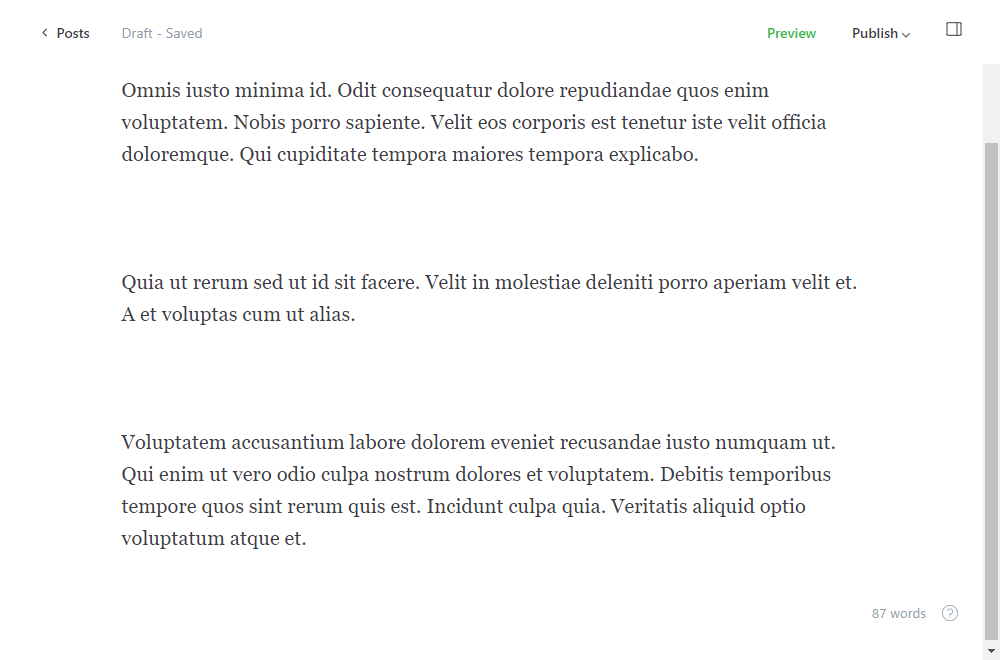 Posts Draft - Saved Preview Publish
Omnis iusto minima id. Odit consequatur dolore repudiandae quos enim
voluptatem. Nobis porro sapiente. Velit eos corporis est tenetur iste velit officia
doloremque. Qui cupiditate tempora maiores tempora explicabo.
Quia ut rerum sed ut id sit facere. Velit in molestiae deleniti porro aperiam velit et.
A et voluptas cum ut alias.
Voluptatem accusantium labore dolorem eveniet recusandae iusto numquam ut.
Qui enim ut vero odio culpa nostrum dolores et voluptatem. Debitis temporibus
tempore quos sint rerum quis est. Incidunt culpa quia. Veritatis aliquid optio
voluptatum atque et.
87 words ?